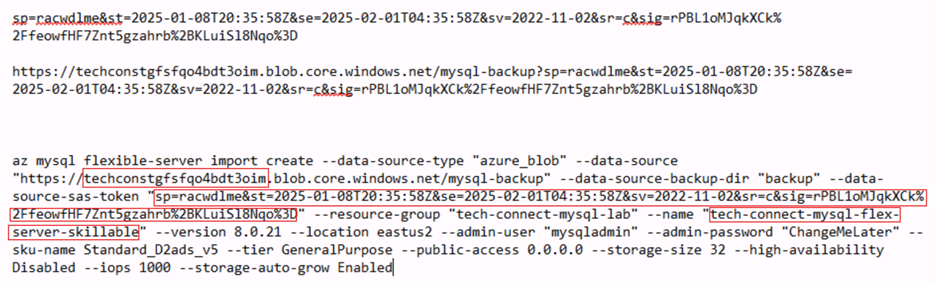 sp=racwdlme&st=2025-01-08T20:35:58Z&se=2025-02-01T04:35:58Z&sv=2022-11-02&sr=c&sig=rPBL1oMJqkXCk%
2FfeowfHF7Znt5gzahrb%2BKLuiSl8Nqo%3D
https://techconstgfsfqo4bdt3oim.blob.core.windows.net/mysql-backup?sp=racwdlme&st=2025-01-08T20:35:58Z&se=
2025-02-01T04:35:58Z&sv=2022-11-02&sr=c&sig=rPBL1oMJqkXCk%2FfeowfHF7Znt5gzahrb%2BKLuiSl8Nqo%3D
az mysql flexible-server import create --data-source-type "azure_blob" --data-source
"https://techconstgfsfqo4bdt3oim.blob.core.windows.net/mysql-backup" --data-source-backup-dir "backup" --data-
source-sas-token "sp=racwdlme&st=2025-01-08T20:35:58Z&se=2025-02-01T04:35:58Z&sv=2022-11-02&sr=c&sig=rPBL1oMJqkXCk%
2FfeowfHF7Znt5gzahrb%2BKLuiSl8Nqo%3D" --resource-group "tech-connect-mysql-lab" --name "tech-connect-mysql-flex-
server-skillable" --version 8.0.21 --location eastus2 --admin-user "mysqladmin" --admin-password "ChangeMeLater" --
sku-name Standard_D2ads_v5 --tier GeneralPurpose --public-access 0.0.0.0 --storage-size 32 --high-availability
Disabled --iops 1000 --storage-auto-grow Enabled